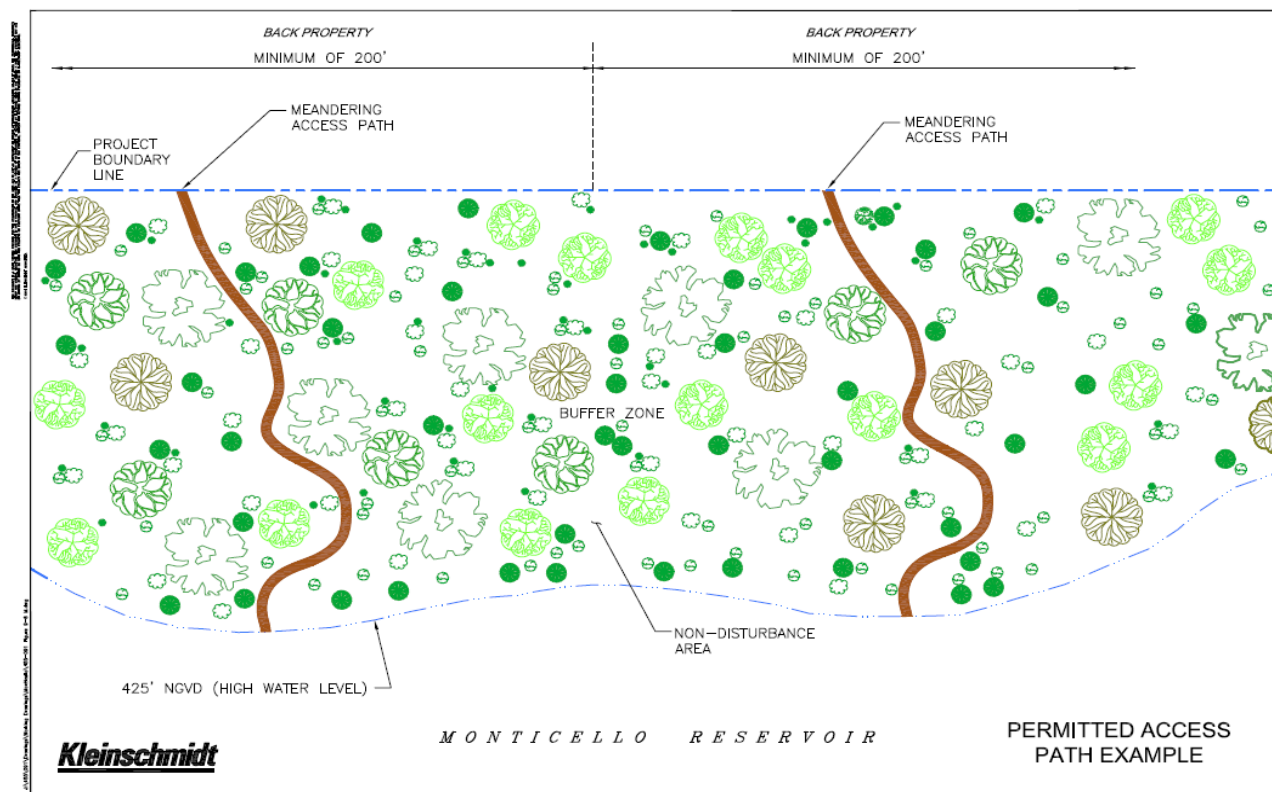 BACK PROPERTY
MINIMUM OF 200'
BACK PROPERTY
MINIMUM OF 200'
MEANDERING
ACCESS PATH
MEANDERING
ACCESS PATH
PROJECT
BOUNDARY
LINE
BUFFER ZONE
NON-DISTURBANCE
AREA
425' NGVD (HIGH WATER LEVEL)
MONTICELLO RESERVOIR
PERMITTED ACCESS
PATH EXAMPLE
Kleinschmidt